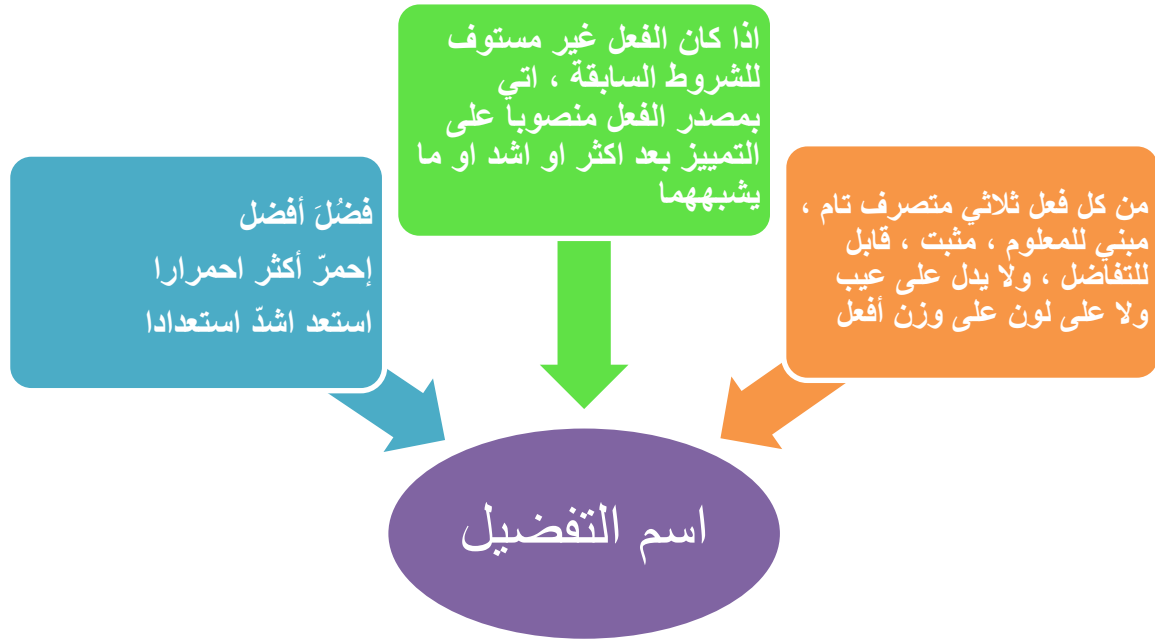 من كل فعل ثلاثي متصرف تام ،
مبني للمعلوم ، مثبت ، قابل
للتفاضل ، ولا يدل على عيب
ولا على لون على وزن أفعل
اذا كان الفعل غير مستوف
للشروط السابقة ، اتي
بمصدر الفعل منصوبا على
التمييز بعد اكثر او اشد او ما
يشبههما
فضُلَ أفضل
إحمرّ أكثر احمرارا
استعد اشدّ استعدادا
اسم التفضيل